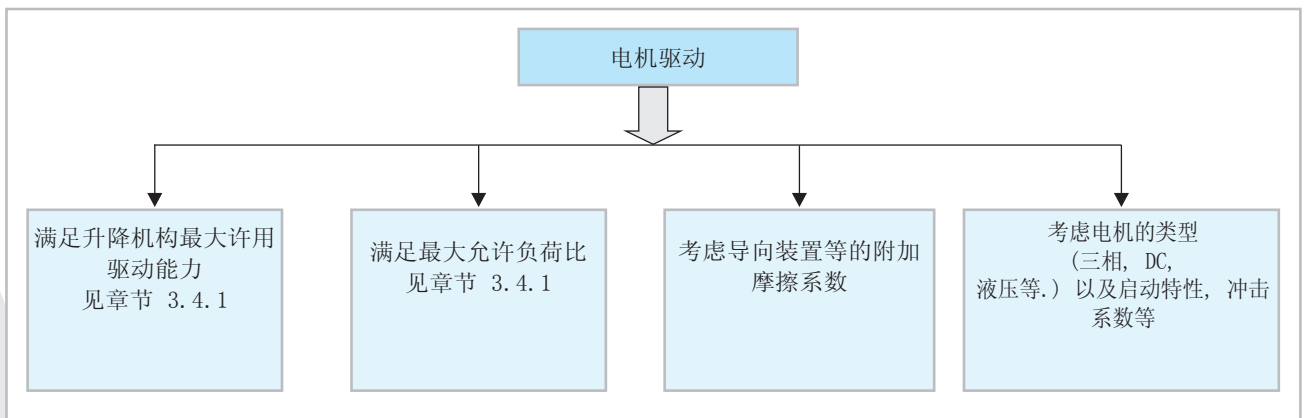 电机驱动
满足升降机构最大许用
驱动能力
见章节 3.4.1
满足最大允许负荷比
见章节 3.4.1
考虑导向装置等的附加
摩擦系数
考虑电机的类型
(三相, DC,
液压等.) 以及启动特性, 冲击
系数等